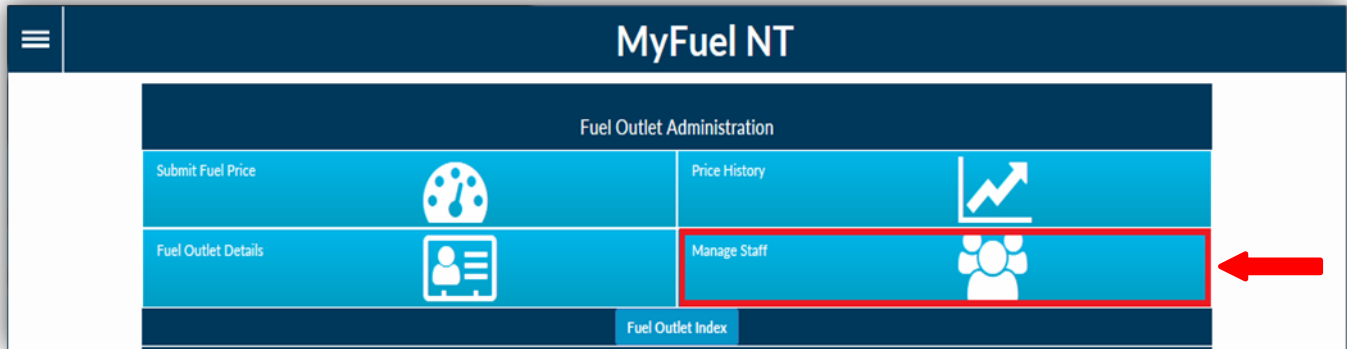 MyFuel NT
Fuel Outlet Administration
Submit Fuel Price
Price History
Fuel Outlet Details
Manage Staff
Fuel Outlet Index